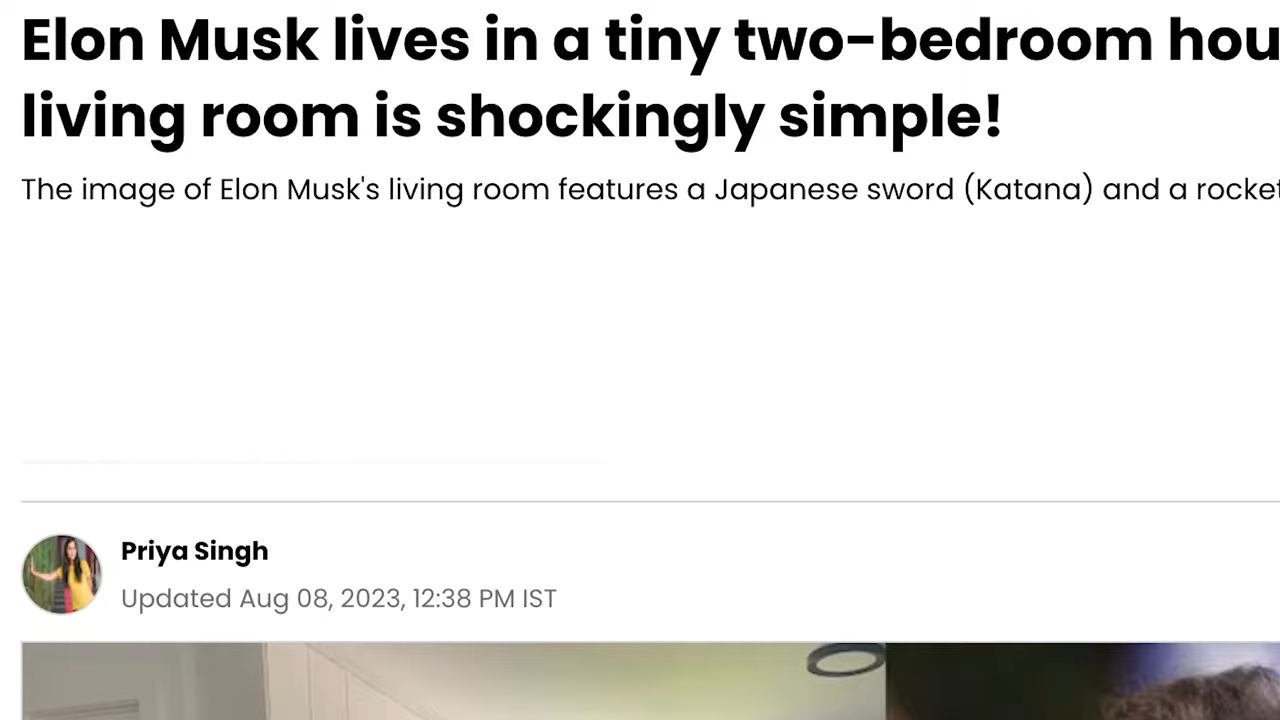 Elon Musk lives in a tiny two-bedroom hou
living room is shockingly simple!
The image of Elon Musk's living room features a Japanese sword (Katana) and a rocket
Priya Singh
Updated Aug 08, 2023, 12:38 PM IST